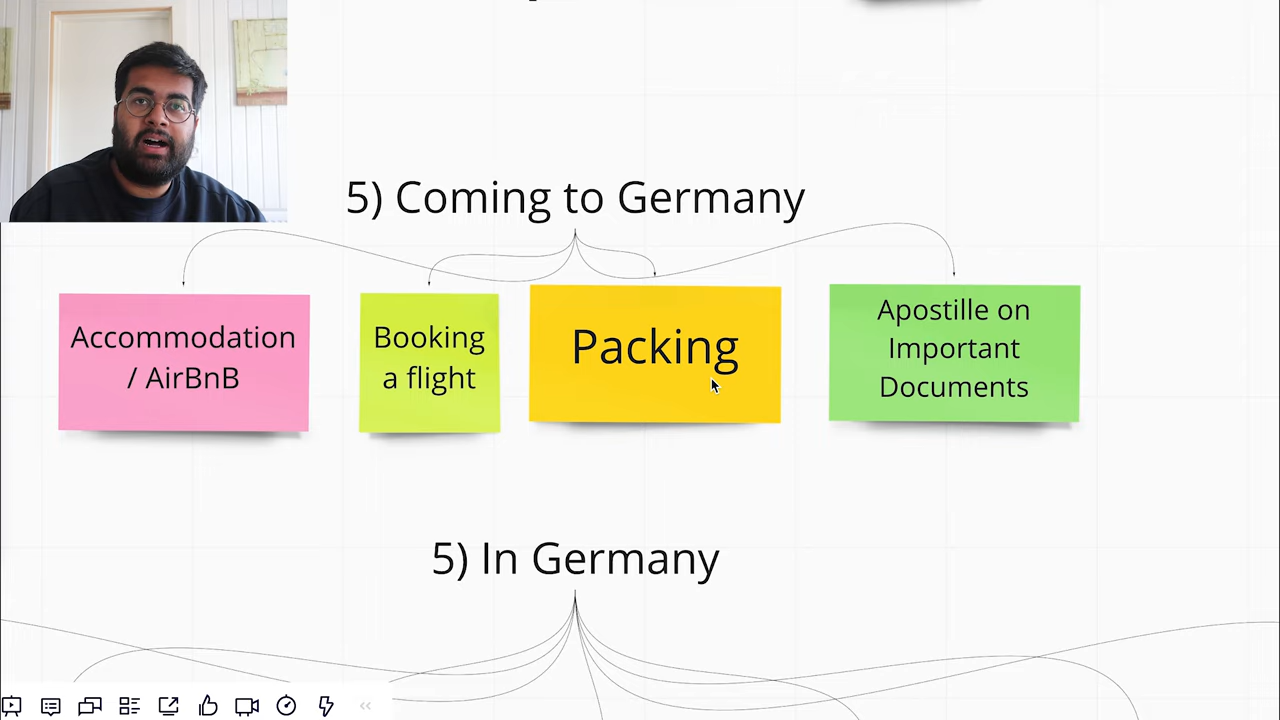 5) Coming to Germany
Accommodation
/ AirBnB
Booking
a flight
Packing
Apostille on
Important
Documents
5) In Germany